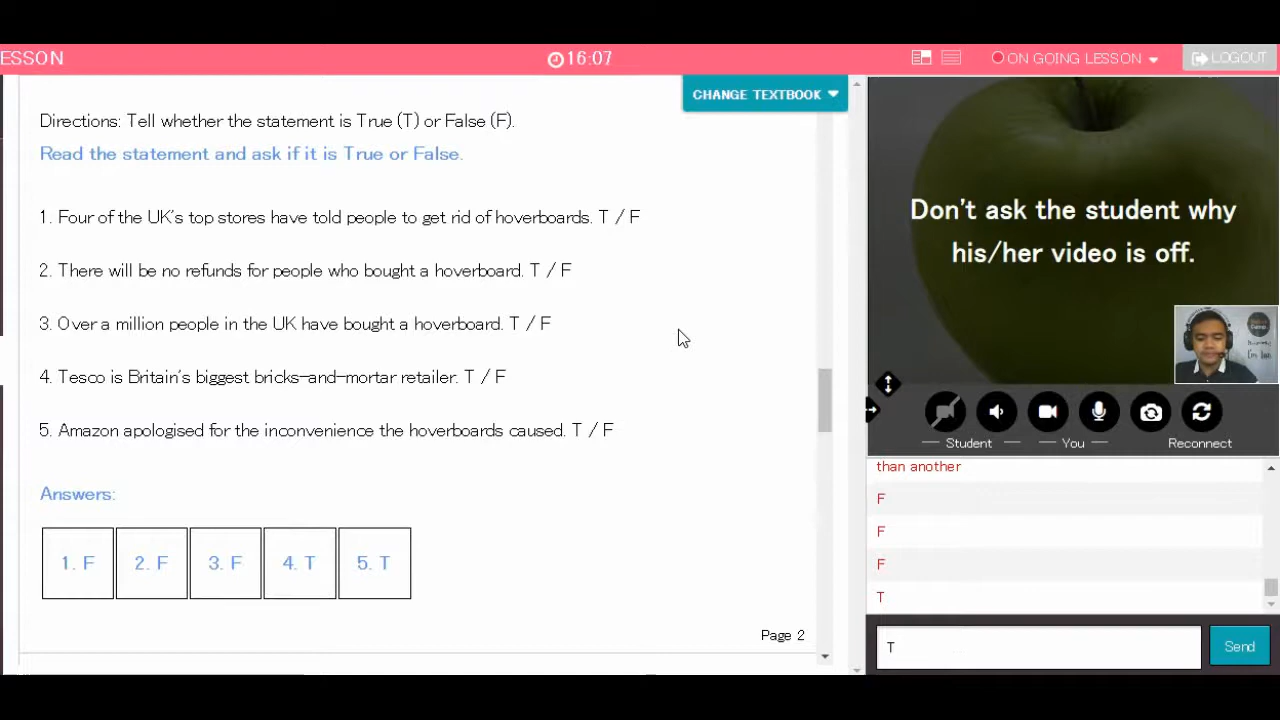 ESSON
16:07
ON GOING LESSON
LOGOUT
CHANGE TEXTBOOK
Directions: Tell whether the statement is True (T) or False (F).
Read the statement and ask if it is True or False.
1. Four of the UK's top stores have told people to get rid of hoverboards. T / F
2. There will be no refunds for people who bought a hoverboard. T / F
3. Over a million people in the UK have bought a hoverboard. T / F
4. Tesco is Britain's biggest bricks-and-mortar retailer. T / F
5. Amazon apologised for the inconvenience the hoverboards caused. T / F
Answers:
1. F 2. F 3. F 4. T 5. T
Page 2
Don't ask the student why
his/her video is off.
Student You Reconnect
than another
F
F
F
T
T
Send